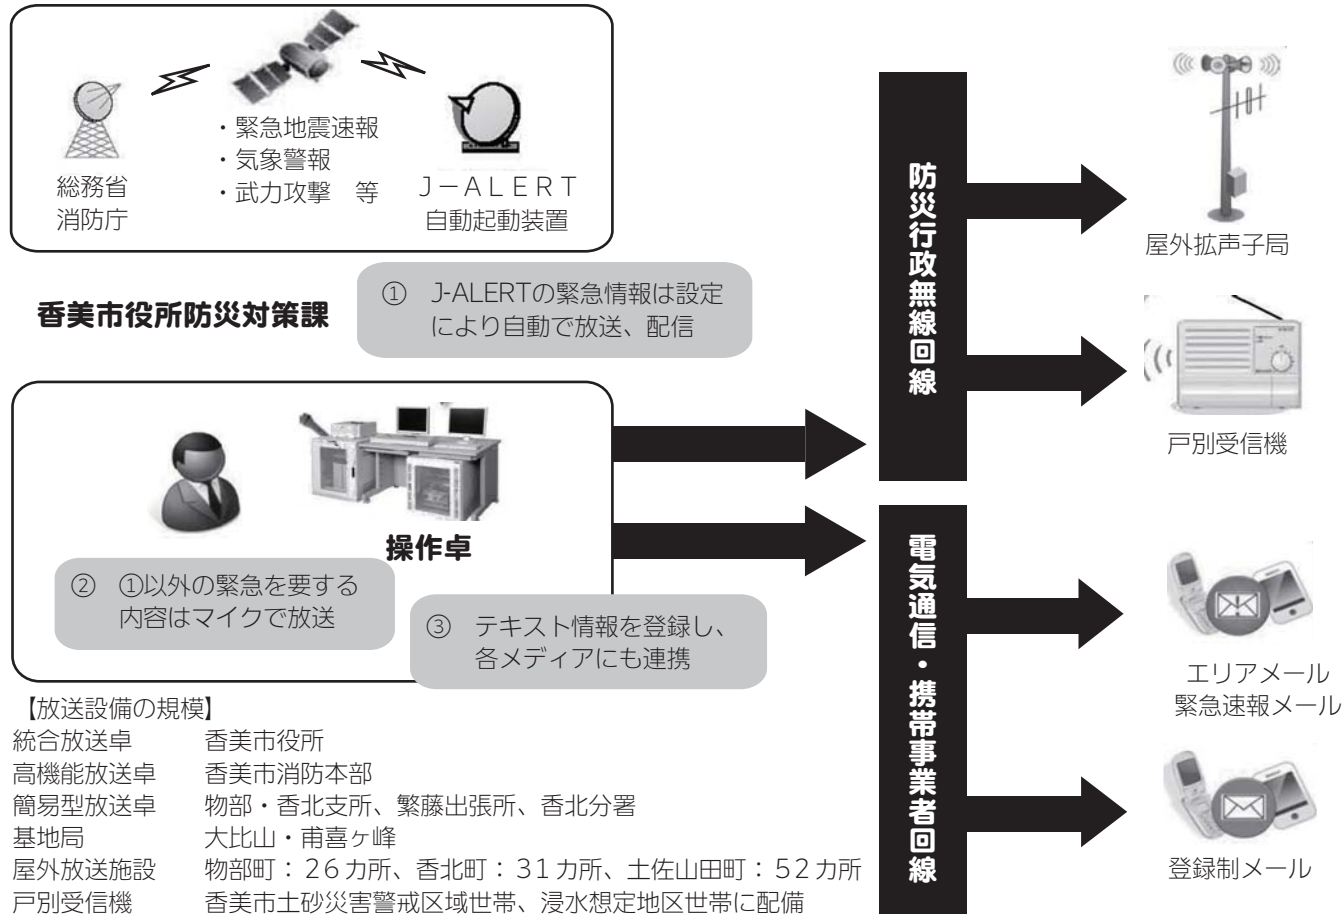 ・緊急地震速報
・気象警報
・武力攻撃　等
総務省
消防庁
Ｊ－ＡＬＥＲＴ
自動起動装置
香美市役所防災対策課
①　J-ALERTの緊急情報は設定
により自動で放送、配信
操作卓
②　①以外の緊急を要する
内容はマイクで放送
③　テキスト情報を登録し、
各メディアにも連携
防災行政無線回線
電気通信・携帯事業者回線
屋外拡声子局
戸別受信機
エリアメール
緊急速報メール
登録制メール
【放送設備の規模】
統合放送卓　　香美市役所
高機能放送卓　香美市消防本部
簡易型放送卓　物部・香北支所、繁藤出張所、香北分署
基地局　　　　大比山・甫喜ヶ峰
屋外放送施設　物部町：２６カ所、香北町：３１カ所、土佐山田町：５２カ所
戸別受信機　　香美市土砂災害警戒区域世帯、浸水想定地区世帯に配備